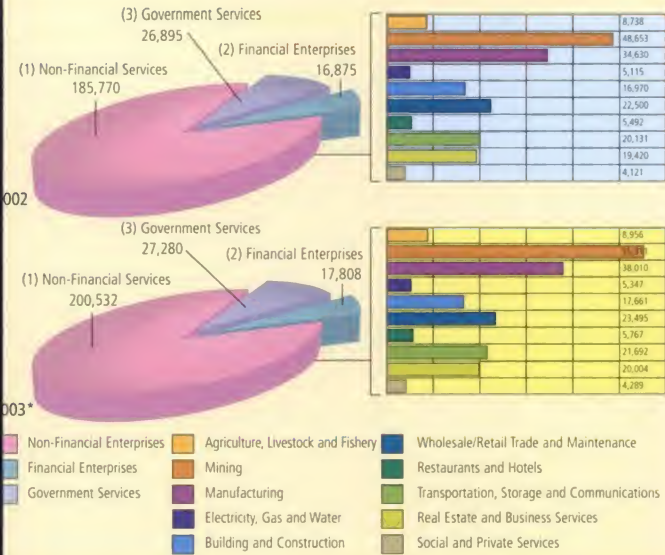 (3) Government Services
26,895
(2) Financial Enterprises
16,875
(1) Non-Financial Services
185,770
002
8,738
48,653
34,630
5,115
16,970
22,500
5,492
20,131
19,420
4,121
(3) Government Services
27,280
(2) Financial Enterprises
17,808
(1) Non-Financial Services
200,532
003*
8,956
38,010
5,347
17,661
23,495
5,767
21,692
20,004
4,289
Non-Financial Enterprises
Financial Enterprises
Government Services
Agriculture, Livestock and Fishery
Mining
Manufacturing
Electricity, Gas and Water
Building and Construction
Wholesale/Retail Trade and Maintenance
Restaurants and Hotels
Transportation, Storage and Communications
Real Estate and Business Services
Social and Private Services